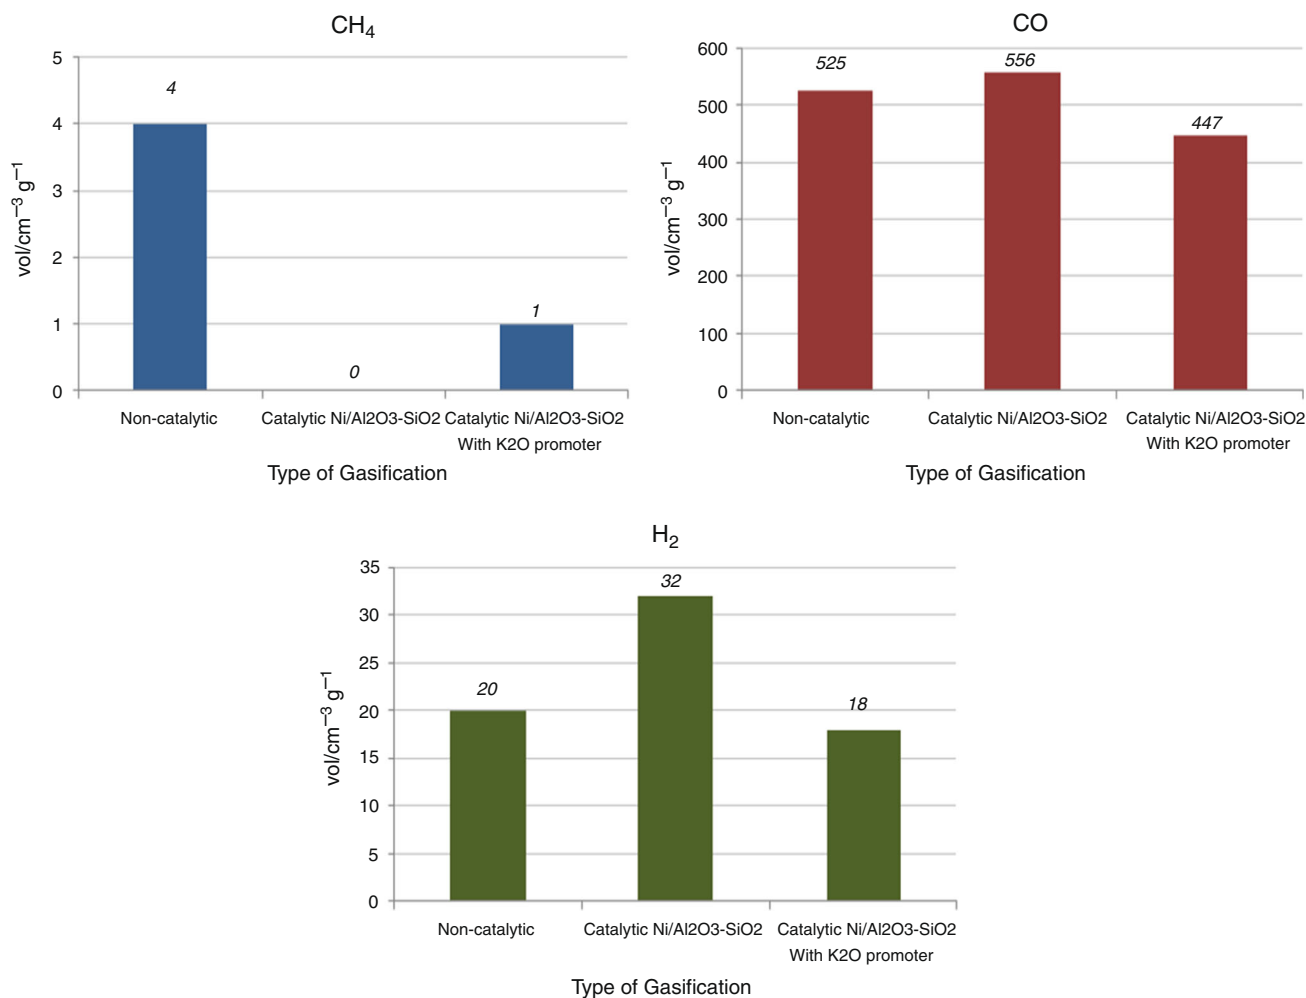 CH₄
vol/cm⁻³ g⁻¹
5
4
3
2
1
0
4
0
1
Non-catalytic
Catalytic Ni/Al2O3-SiO2
Catalytic Ni/Al2O3-SiO2
With K2O promoter
Type of Gasification
CO
vol/cm⁻³ g⁻¹
600
500
400
300
200
100
0
525
556
447
Non-catalytic
Catalytic Ni/Al2O3-SiO2
Catalytic Ni/Al2O3-SiO2
With K2O promoter
Type of Gasification
H₂
vol/cm⁻³ g⁻¹
35
30
25
20
15
10
5
0
20
32
18
Non-catalytic
Catalytic Ni/Al2O3-SiO2
Catalytic Ni/Al2O3-SiO2
With K2O promoter
Type of Gasification